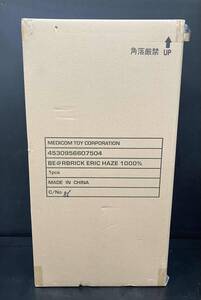 角落厳禁
UP
MEDICOM TOY CORPORATION
4530956607504
BE@RBRICK ERIC HAZE 1000%
1pcs
MADE IN CHINA
C/No